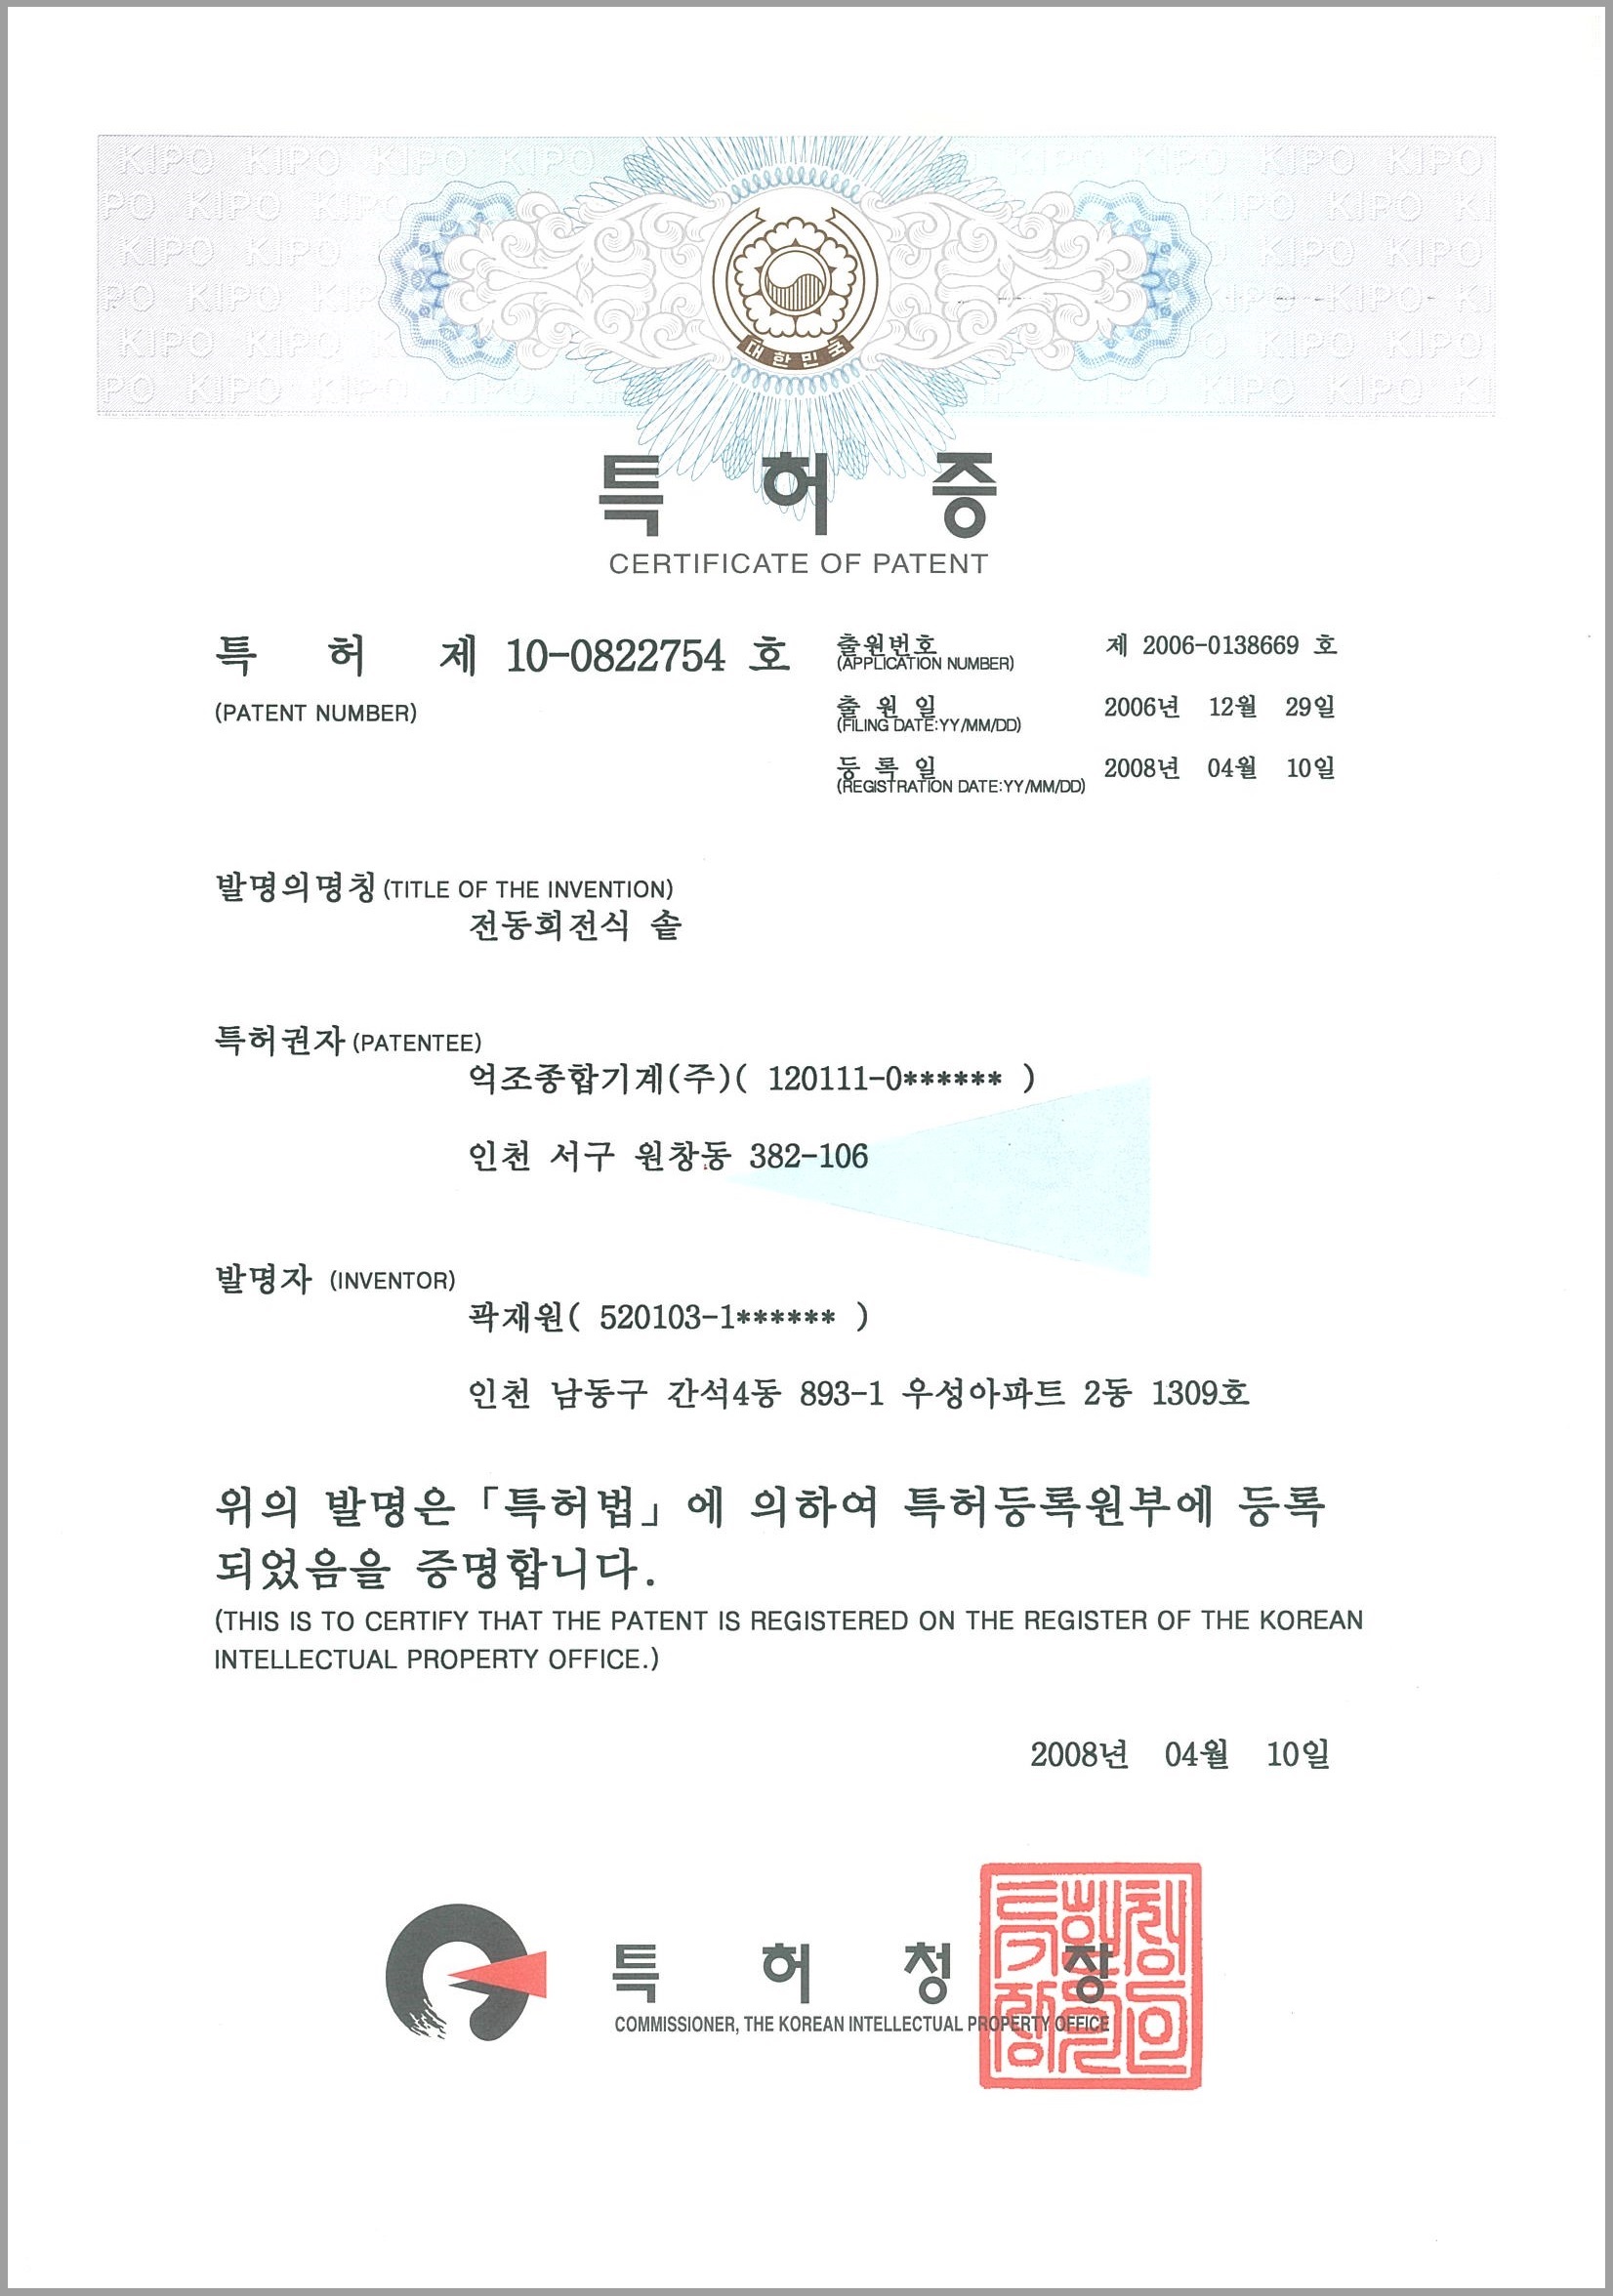 KIPO KIPO KIPO KIPO KIPO KIPO KIPO KIPO
대한민국
특 허 증
CERTIFICATE OF PATENT
특 허 제 10-0822754 호
(PATENT NUMBER)
출원번호 제 2006-0138669 호
(APPLICATION NUMBER)
출 원 일 2006년 12월 29일
(FILING DATE:YY/MM/DD)
등 록 일 2008년 04월 10일
(REGISTRATION DATE:YY/MM/DD)
발명의명칭 (TITLE OF THE INVENTION)
전동회전식 솥
특허권자 (PATENTEE)
억조종합기계(주)( 120111-0****** )
인천 서구 원창동 382-106
발명자 (INVENTOR)
곽재원( 520103-1****** )
인천 남동구 간석4동 893-1 우성아파트 2동 1309호
위의 발명은 「특허법」에 의하여 특허등록원부에 등록
되었음을 증명합니다.
(THIS IS TO CERTIFY THAT THE PATENT IS REGISTERED ON THE REGISTER OF THE KOREAN
INTELLECTUAL PROPERTY OFFICE.)
2008년 04월 10일
특 허 청 장
COMMISSIONER, THE KOREAN INTELLECTUAL PROPERTY OFFICE